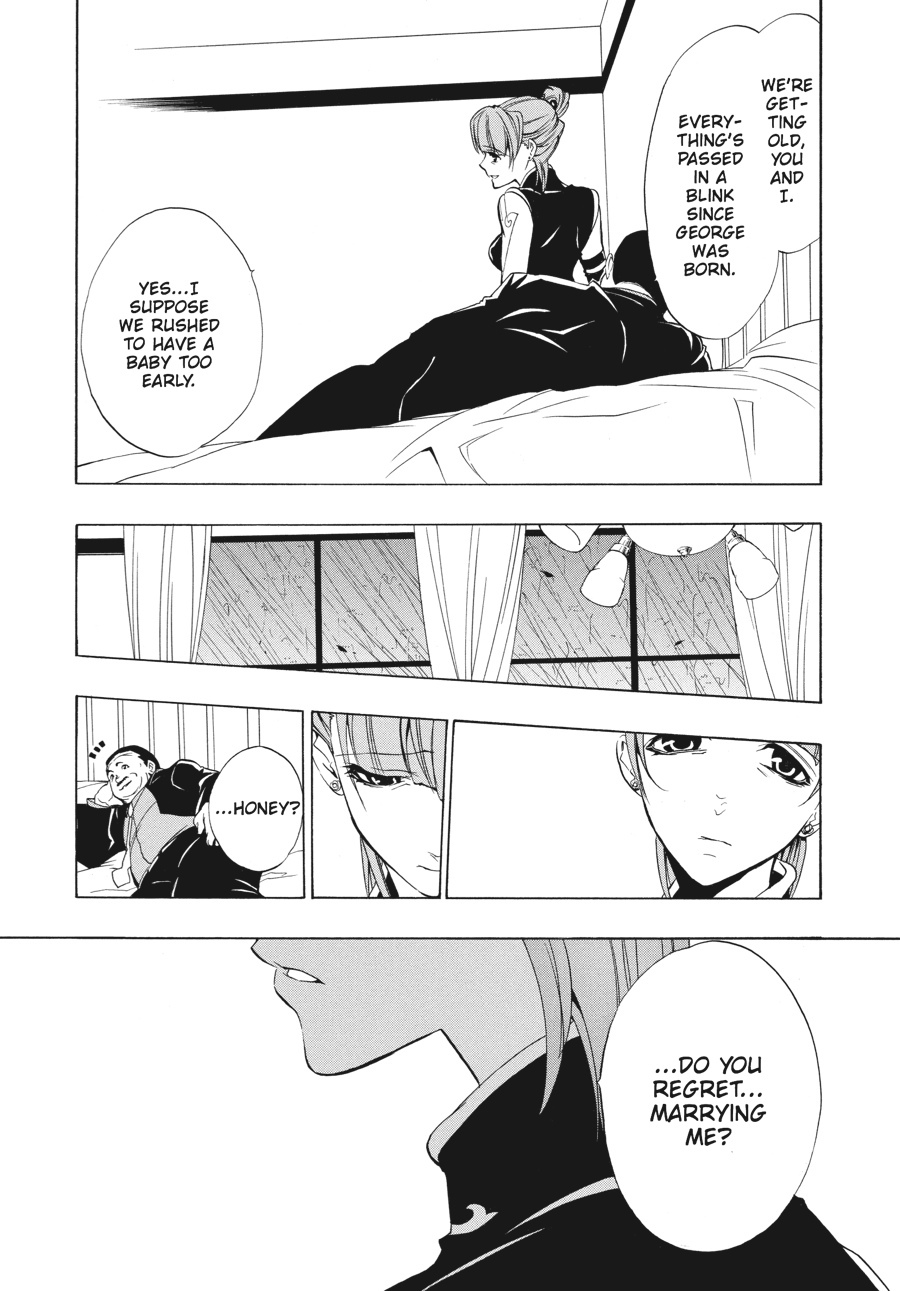 WE'RE
GET-
TING
OLD,
YOU
AND
I.
EVERY-
THING'S
PASSED
IN A
BLINK
SINCE
GEORGE
WAS
BORN.
YES...I
SUPPOSE
WE RUSHED
TO HAVE A
BABY TOO
EARLY.
...HONEY?
...DO YOU
REGRET...
MARRYING
ME?